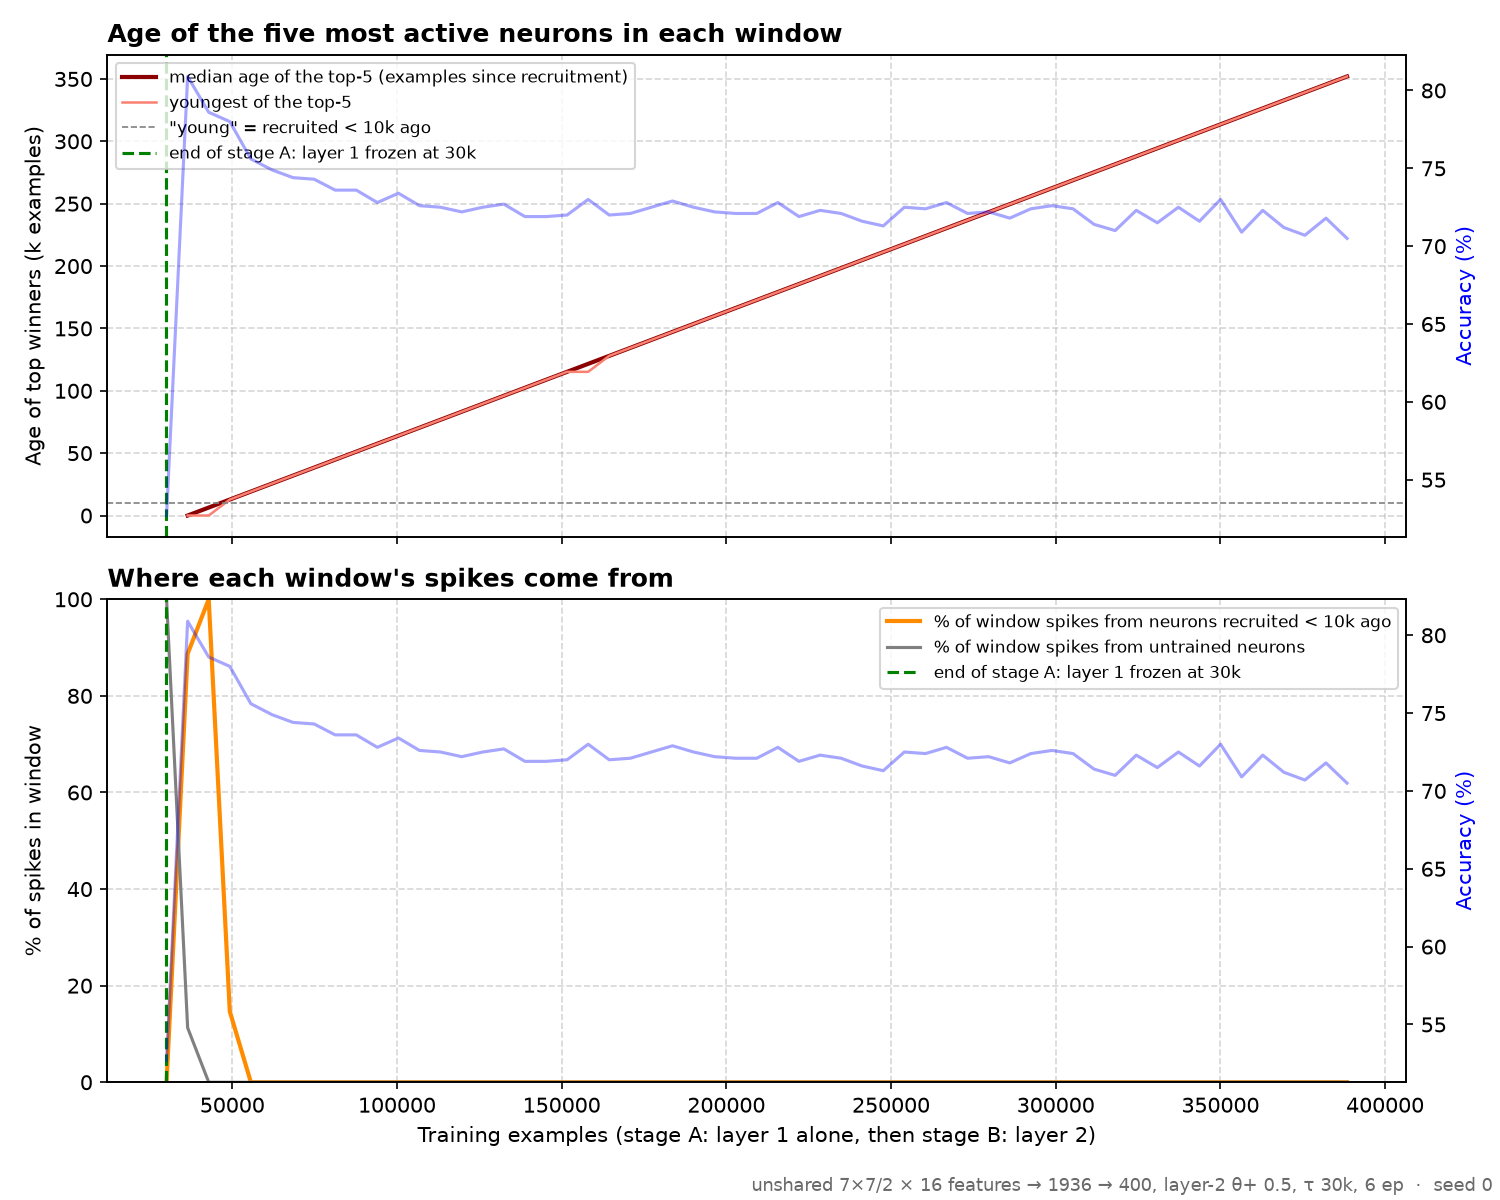 Age of the five most active neurons in each window
median age of the top-5 (examples since recruitment)
youngest of the top-5
"young" = recruited < 10k ago
end of stage A: layer 1 frozen at 30k
Age of top winners (k examples)
350
300
250
200
150
100
50
0
80
75
70
65
60
55
Accuracy (%)
Where each window's spikes come from
% of window spikes from neurons recruited < 10k ago
% of window spikes from untrained neurons
end of stage A: layer 1 frozen at 30k
% of spikes in window
100
80
60
40
20
0
80
75
70
65
60
55
Accuracy (%)
50000 100000 150000 200000 250000 300000 350000 400000
Training examples (stage A: layer 1 alone, then stage B: layer 2)
unshared 7×7/2 × 16 features → 1936 → 400, layer-2 θ+ 0.5, τ 30k, 6 ep · seed 0